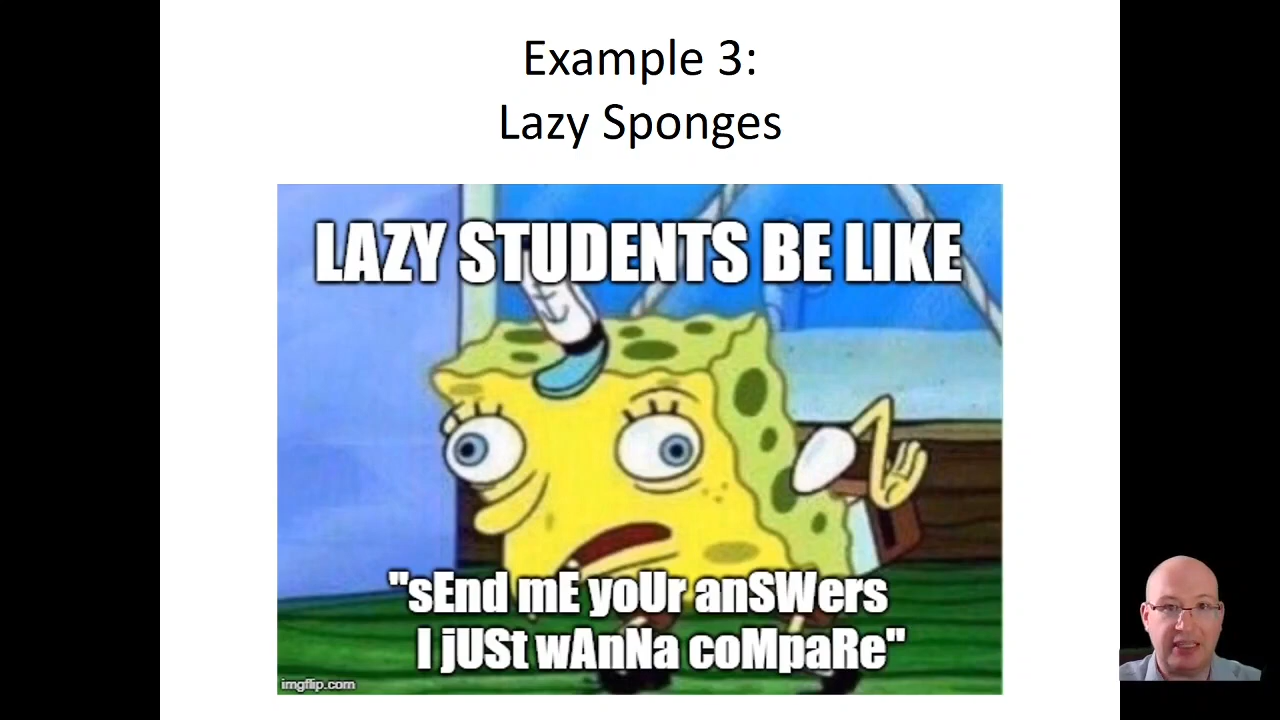 Example 3:
Lazy Sponges
LAZY STUDENTS BE LIKE
"sEnd mE yoUr anSWers
I jUSt wAnNa coMpaRe"
imgflip.com